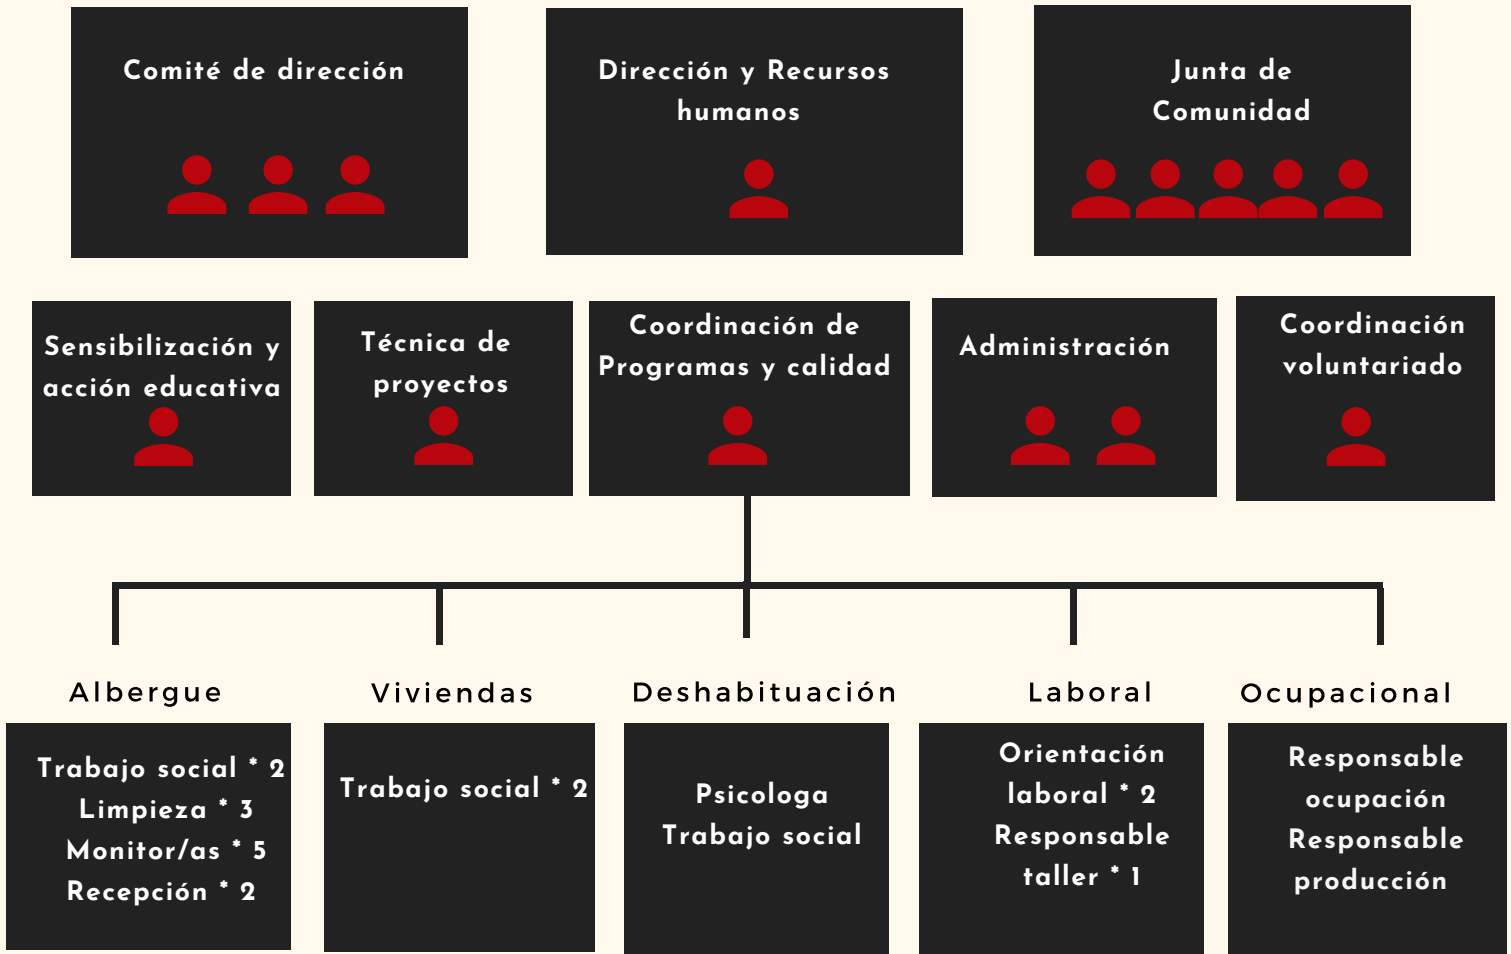 Comité de dirección
Dirección y Recursos
humanos
Junta de
Comunidad
Sensibilización y
acción educativa
Técnica de
proyectos
Coordinación de
Programas y calidad
Administración
Coordinación
voluntariado
Albergue
Trabajo social * 2
Limpieza * 3
Monitor/as * 5
Recepción * 2
Viviendas
Trabajo social * 2
Deshabituación
Psicologa
Trabajo social
Laboral
Orientación
laboral * 2
Responsable
taller * 1
Ocupacional
Responsable
ocupación
Responsable
producción